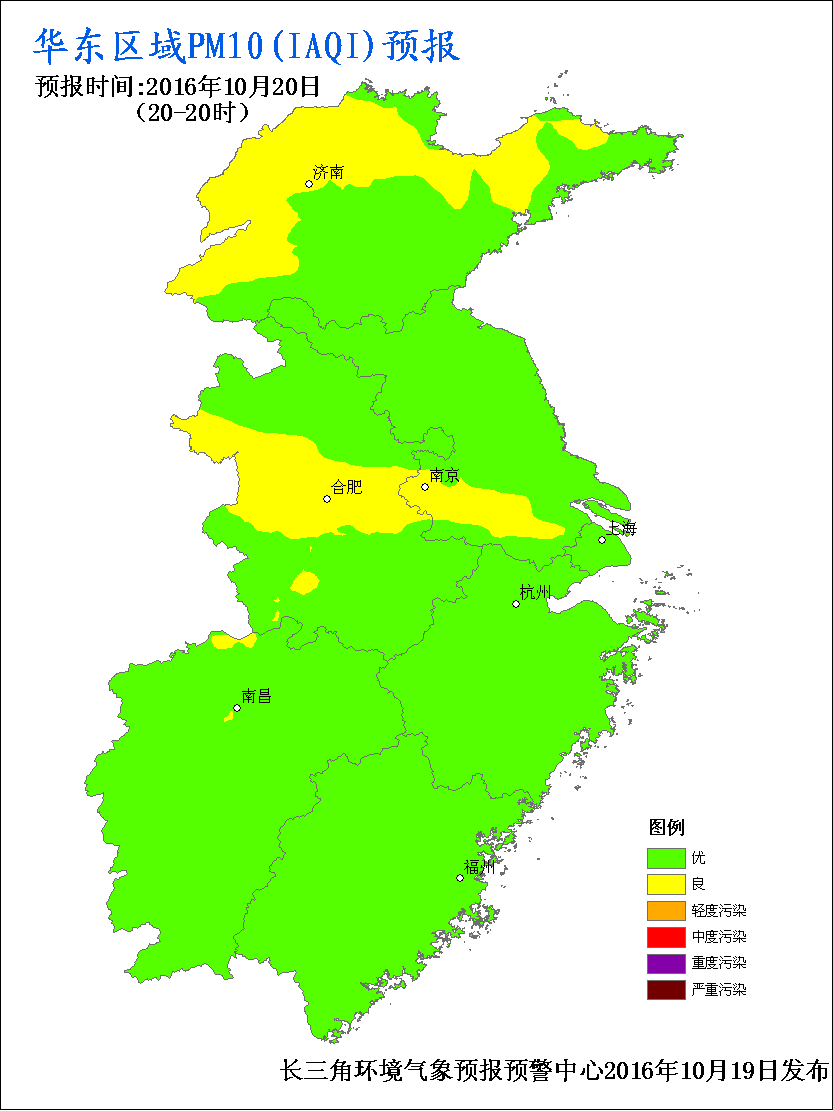 华东区域PM10(IAQI)预报
预报时间:2016年10月20日
(20-20时)
济南
南京
合肥
上海
杭州
南昌
福州
图例
优
良
轻度污染
中度污染
重度污染
严重污染
长三角环境气象预报预警中心2016年10月19日发布